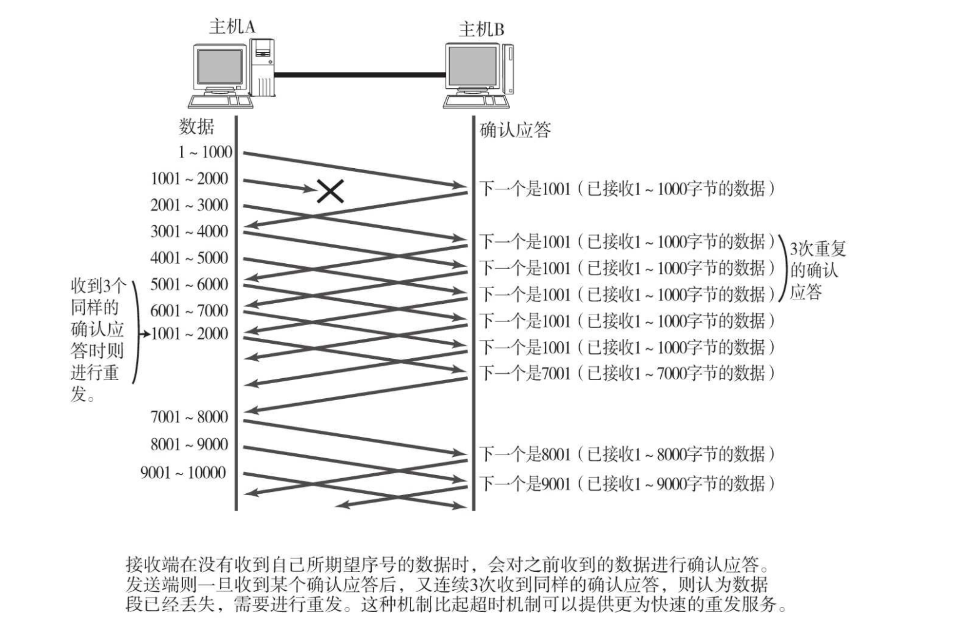 主机A
主机B
数据
确认应答
1~1000
1001~2000
下一个是1001（已接收1~1000字节的数据）
2001~3000
3001~4000
下一个是1001（已接收1~1000字节的数据）
3次重复
的确认
应答
4001~5000
下一个是1001（已接收1~1000字节的数据）
收到3个
同样的
确认应
答时则
进行重
发。
5001~6000
下一个是1001（已接收1~1000字节的数据）
6001~7000
下一个是1001（已接收1~1000字节的数据）
1001~2000
下一个是1001（已接收1~1000字节的数据）
下一个是7001（已接收1~7000字节的数据）
7001~8000
8001~9000
下一个是8001（已接收1~8000字节的数据）
9001~10000
下一个是9001（已接收1~9000字节的数据）
接收端在没有收到自己所期望序号的数据时，会对之前收到的数据进行确认应答。
发送端则一旦收到某个确认应答后，又连续3次收到同样的确认应答，则认为数据
段已经丢失，需要进行重发。这种机制比起超时机制可以提供更为快速的重发服务。